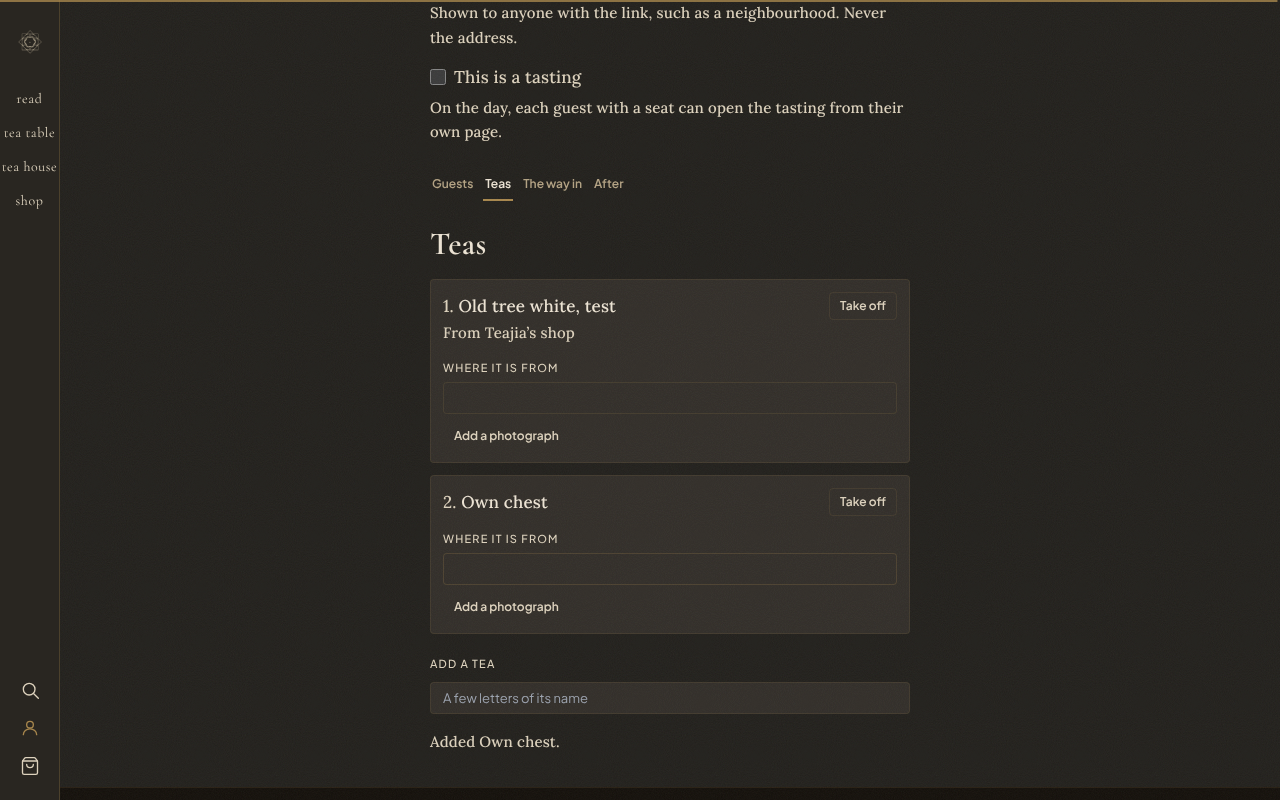 Shown to anyone with the link, such as a neighbourhood. Never
the address.
read
This is a tasting
On the day, each guest with a seat can open the tasting from their
own page.
tea table
tea house
shop
Guests Teas The way in After
Teas
1. Old tree white, test
Take off
From Teajia’s shop
WHERE IT IS FROM
Add a photograph
2. Own chest
Take off
WHERE IT IS FROM
Add a photograph
ADD A TEA
A few letters of its name
Added Own chest.